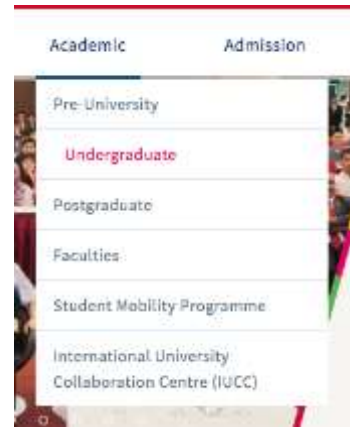 Academic
Admission
Pre-University
Undergraduate
Postgraduate
Faculties
Student Mobility Programme
International University
Collaboration Centre (IUCC)